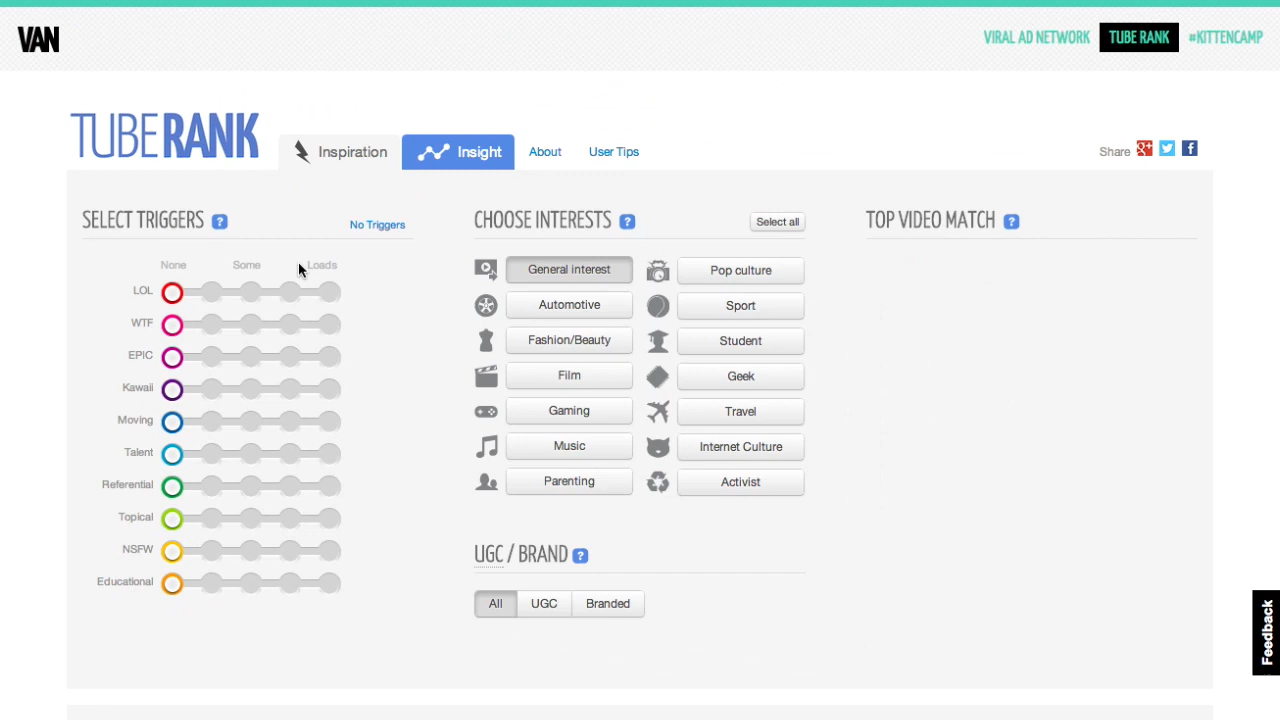 VAN
VIRAL AD NETWORK
TUBE RANK
#KITTENCAMP
TUBERANK
Inspiration
Insight
About
User Tips
Share
SELECT TRIGGERS ?
No Triggers
None Some Loads
LOL
WTF
EPIC
Kawaii
Moving
Talent
Referential
Topical
NSFW
Educational
CHOOSE INTERESTS ?
Select all
General interest
Pop culture
Automotive
Sport
Fashion/Beauty
Student
Film
Geek
Gaming
Travel
Music
Internet Culture
Parenting
Activist
UGC / BRAND ?
All
UGC
Branded
TOP VIDEO MATCH ?
Feedback